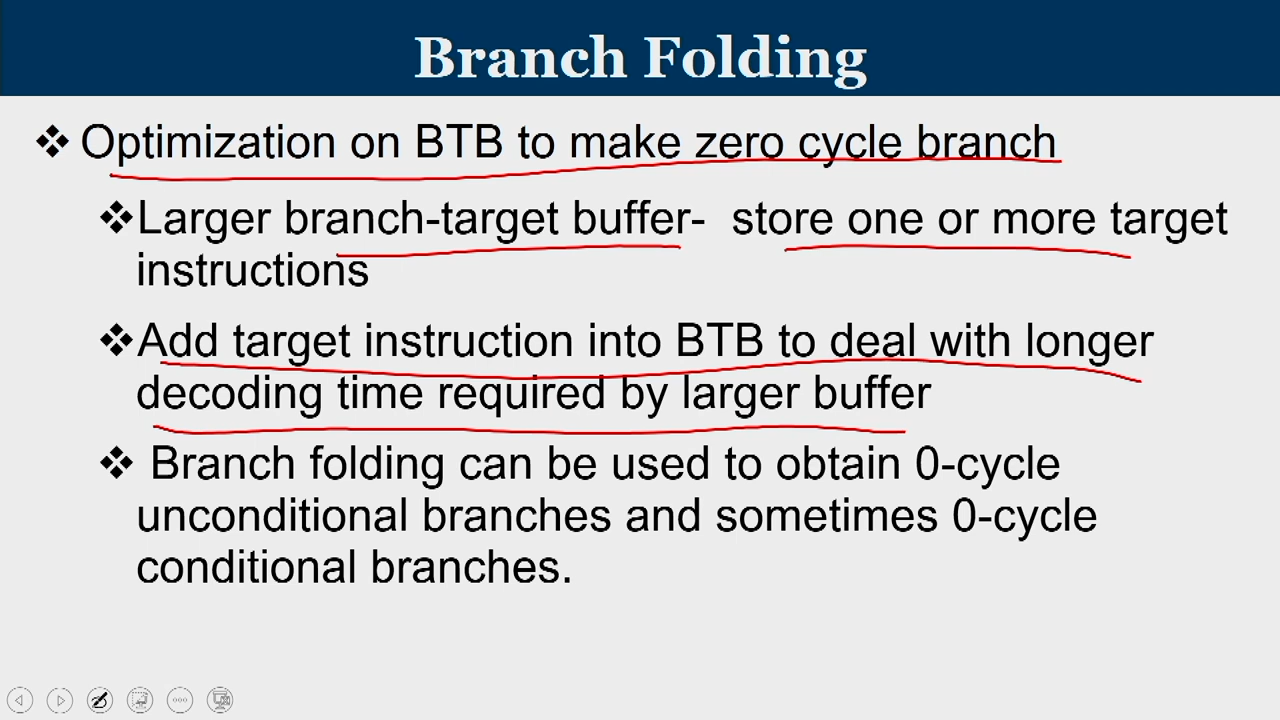 Branch Folding
❖ Optimization on BTB to make zero cycle branch
❖Larger branch-target buffer- store one or more target
instructions
❖Add target instruction into BTB to deal with longer
decoding time required by larger buffer
❖ Branch folding can be used to obtain 0-cycle
unconditional branches and sometimes 0-cycle
conditional branches.